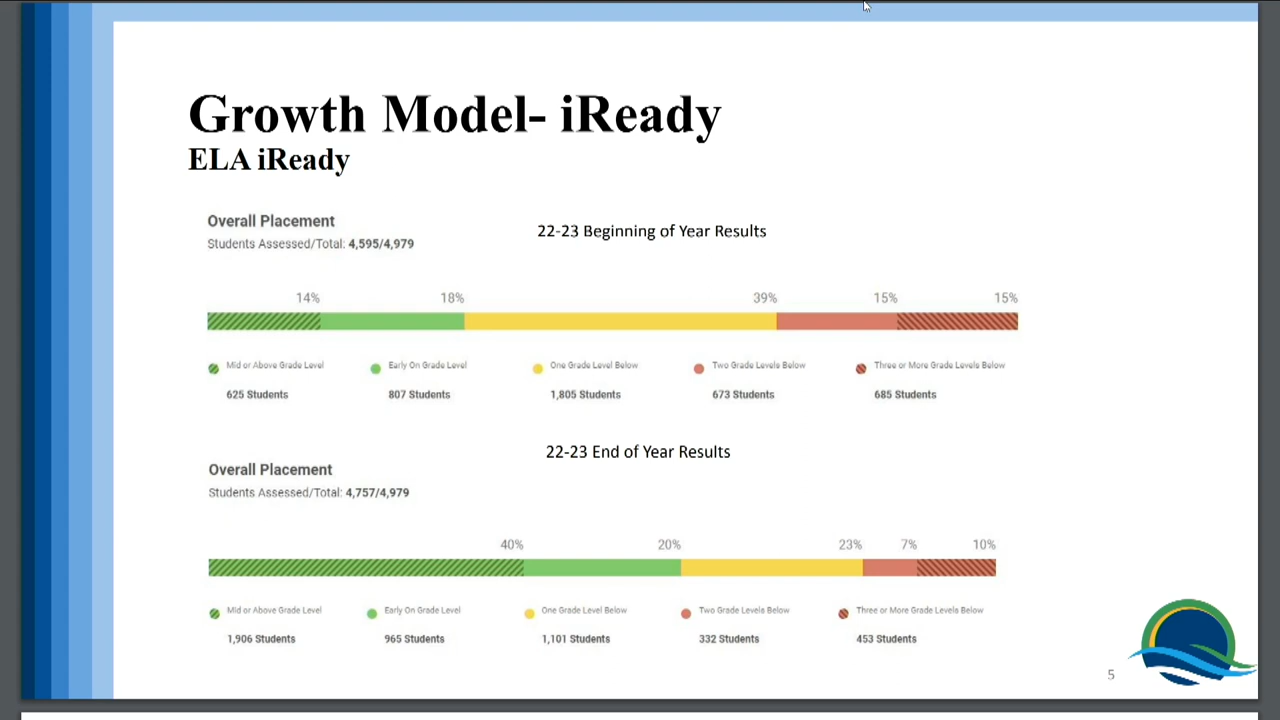 Growth Model- iReady
ELA iReady
Overall Placement
22-23 Beginning of Year Results
Students Assessed/Total: 4,595/4,979
14% 18% 39% 15% 15%
Mid or Above Grade Level Early On Grade Level One Grade Level Below Two Grade Levels Below Three or More Grade Levels Below
625 Students 807 Students 1,805 Students 673 Students 685 Students
22-23 End of Year Results
Overall Placement
Students Assessed/Total: 4,757/4,979
40% 20% 23% 7% 10%
Mid or Above Grade Level Early On Grade Level One Grade Level Below Two Grade Levels Below Three or More Grade Levels Below
1,906 Students 965 Students 1,101 Students 332 Students 453 Students
5